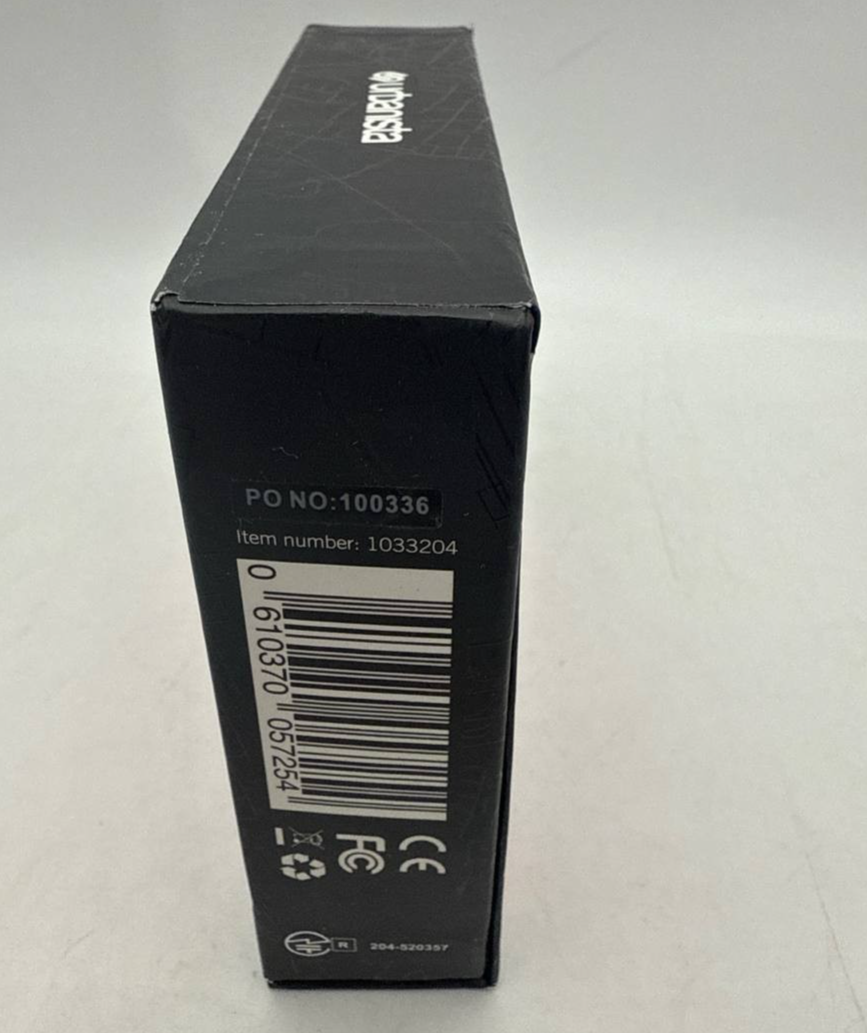 urbanista
PO NO:100336
Item number: 1033204
0 610370 057254
CE
FC
R 204-520357